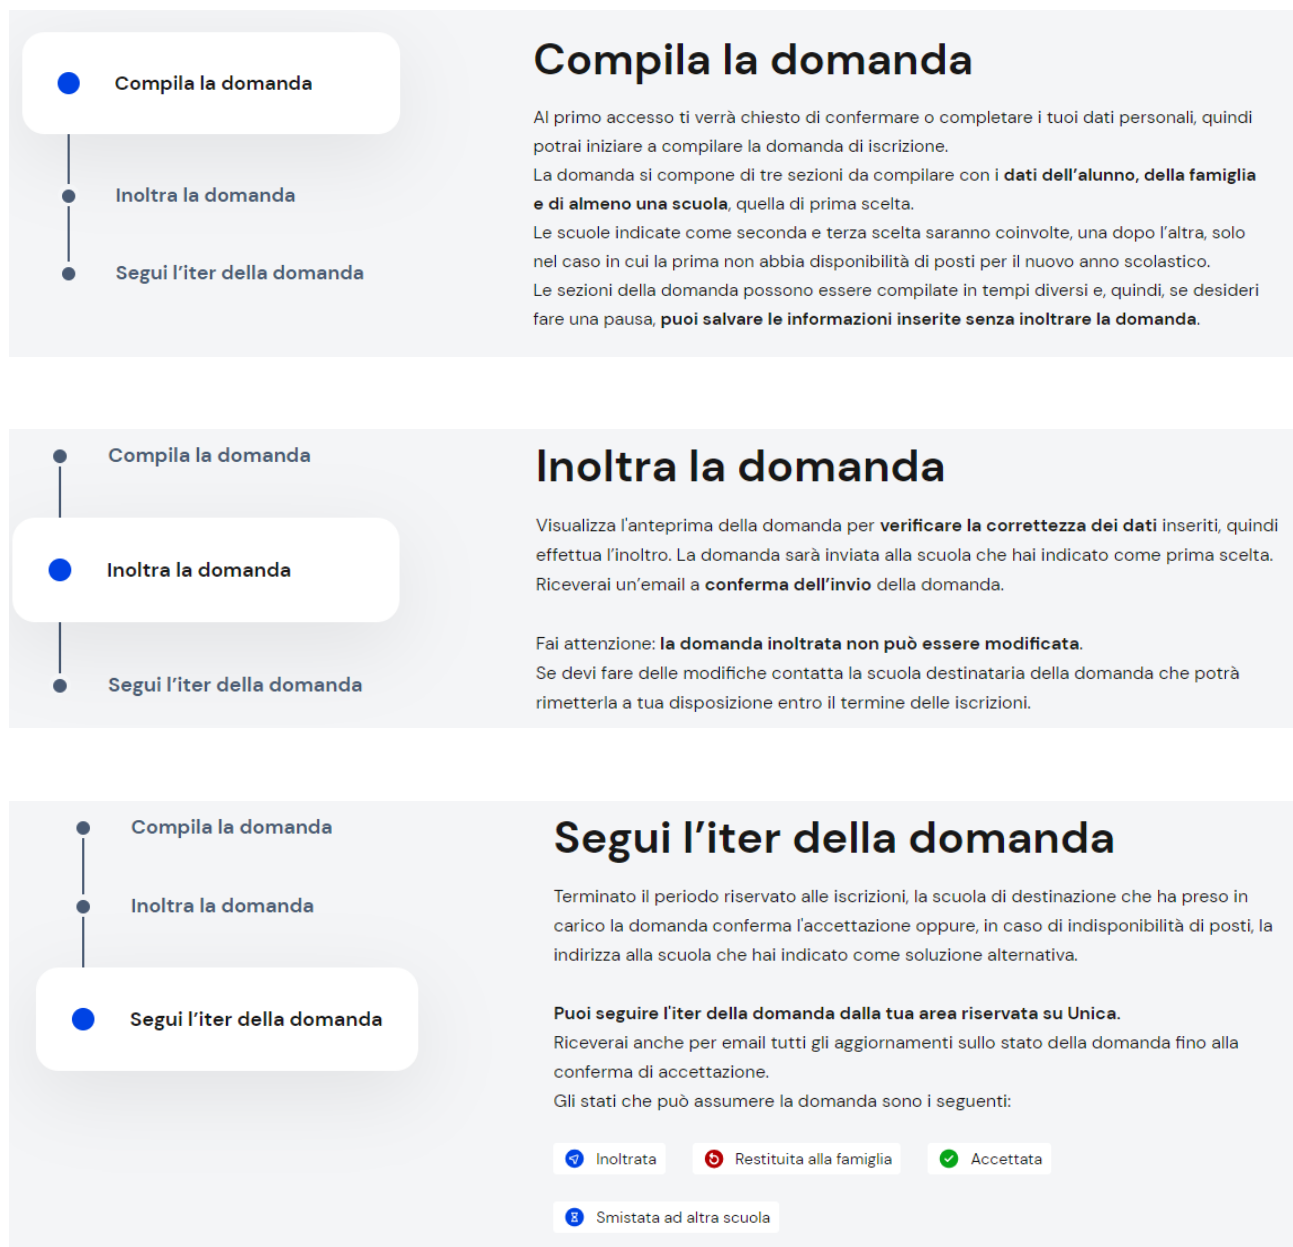 Compila la domanda
Inoltra la domanda
Segui l’iter della domanda
Compila la domanda
Al primo accesso ti verrà chiesto di confermare o completare i tuoi dati personali, quindi
potrai iniziare a compilare la domanda di iscrizione.
La domanda si compone di tre sezioni da compilare con i dati dell’alunno, della famiglia
e di almeno una scuola, quella di prima scelta.
Le scuole indicate come seconda e terza scelta saranno coinvolte, una dopo l’altra, solo
nel caso in cui la prima non abbia disponibilità di posti per il nuovo anno scolastico.
Le sezioni della domanda possono essere compilate in tempi diversi e, quindi, se desideri
fare una pausa, puoi salvare le informazioni inserite senza inoltrare la domanda.
Compila la domanda
Inoltra la domanda
Segui l’iter della domanda
Inoltra la domanda
Visualizza l'anteprima della domanda per verificare la correttezza dei dati inseriti, quindi
effettua l’inoltro. La domanda sarà inviata alla scuola che hai indicato come prima scelta.
Riceverai un’email a conferma dell’invio della domanda.
Fai attenzione: la domanda inoltrata non può essere modificata.
Se devi fare delle modifiche contatta la scuola destinataria della domanda che potrà
rimetterla a tua disposizione entro il termine delle iscrizioni.
Compila la domanda
Inoltra la domanda
Segui l’iter della domanda
Segui l’iter della domanda
Terminato il periodo riservato alle iscrizioni, la scuola di destinazione che ha preso in
carico la domanda conferma l'accettazione oppure, in caso di indisponibilità di posti, la
indirizza alla scuola che hai indicato come soluzione alternativa.
Puoi seguire l'iter della domanda dalla tua area riservata su Unica.
Riceverai anche per email tutti gli aggiornamenti sullo stato della domanda fino alla
conferma di accettazione.
Gli stati che può assumere la domanda sono i seguenti:
Inoltrata
Restituita alla famiglia
Accettata
Smistata ad altra scuola